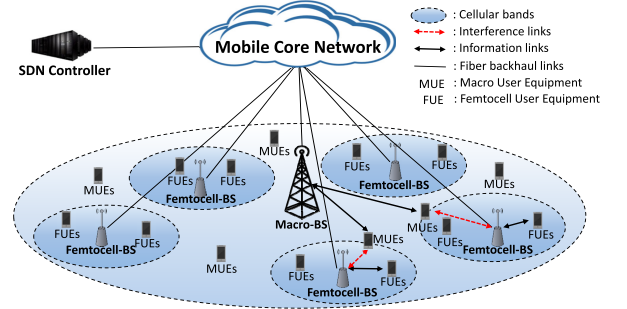 SDN Controller
Mobile Core Network
: Cellular bands
: Interference links
: Information links
: Fiber backhaul links
MUE : Macro User Equipment
FUE : Femtocell User Equipment
MUEs
FUEs
FUEs
Femtocell-BS
MUEs
FUEs
FUEs
Femtocell-BS
MUEs
Macro-BS
FUEs
FUEs
Femtocell-BS
MUEs
MUEs
FUEs
FUEs
Femtocell-BS
MUEs
MUEs
FUEs
FUEs
Femtocell-BS